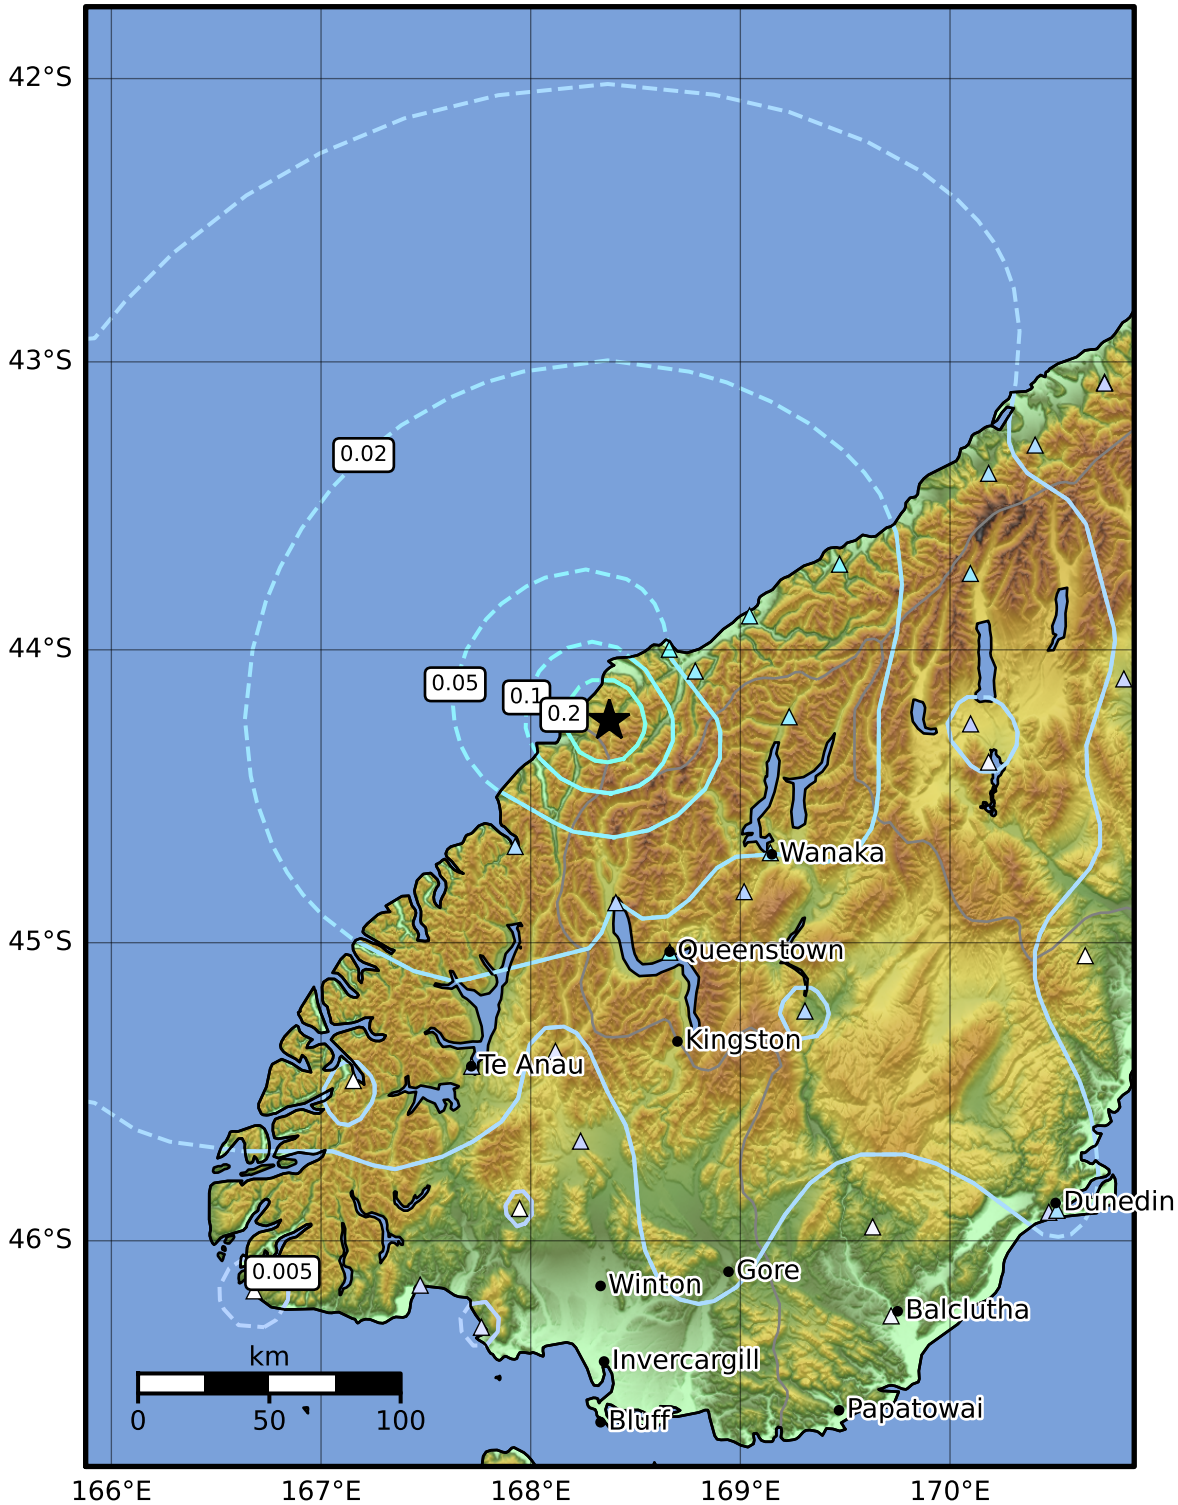 42°S
43°S
0.02
44°S
0.05
0.1
0.2
Wanaka
45°S
Queenstown
Kingston
Te Anau
Dunedin
46°S
0.005
Gore
Winton
Balclutha
km
Invercargill
0 50 100
Papatowai
Bluff
166°E 167°E 168°E 169°E 170°E